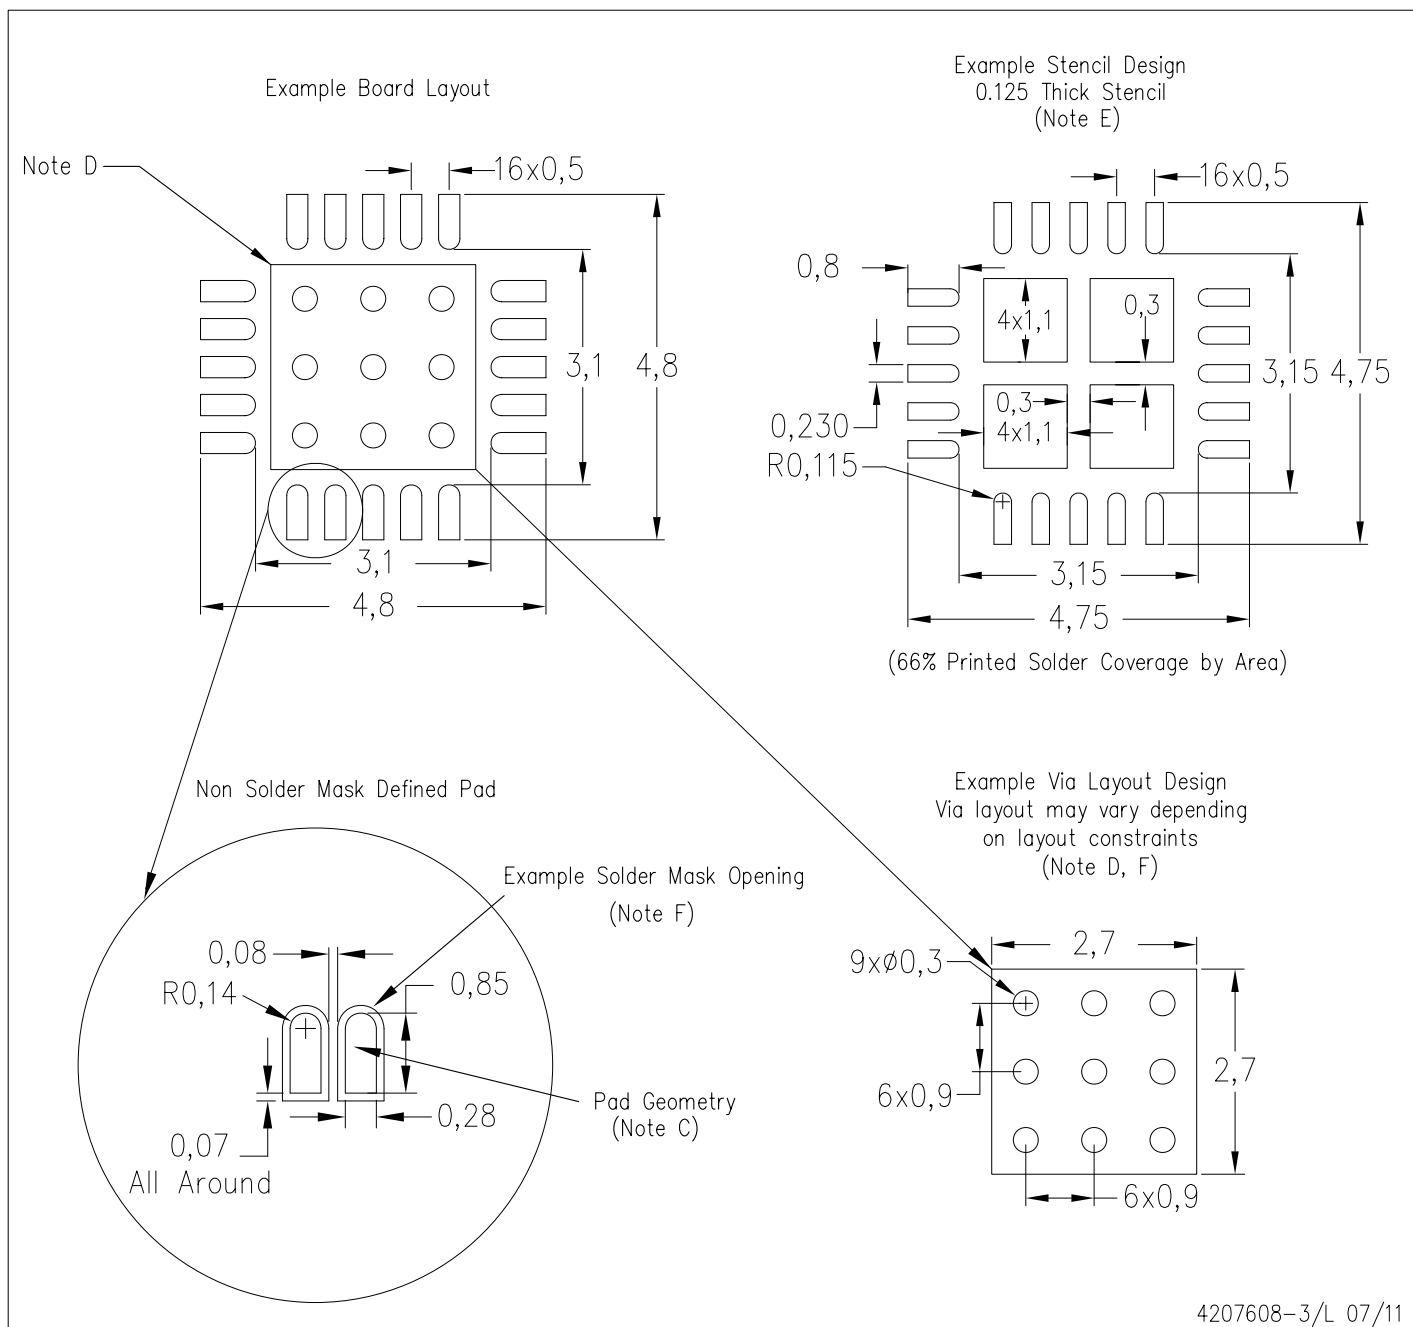 Example Board Layout
Note D
16x0,5
3,1
4,8
3,1
4,8
Example Stencil Design
0.125 Thick Stencil
(Note E)
16x0,5
0,8
4x1,1
0,3
3,15
4,75
0,3
4x1,1
0,230
R0,115
3,15
4,75
(66% Printed Solder Coverage by Area)
Non Solder Mask Defined Pad
Example Solder Mask Opening
(Note F)
0,08
R0,14
0,85
0,28
Pad Geometry
(Note C)
0,07
All Around
Example Via Layout Design
Via layout may vary depending
on layout constraints
(Note D, F)
2,7
9xø0,3
2,7
6x0,9
6x0,9
4207608-3/L 07/11